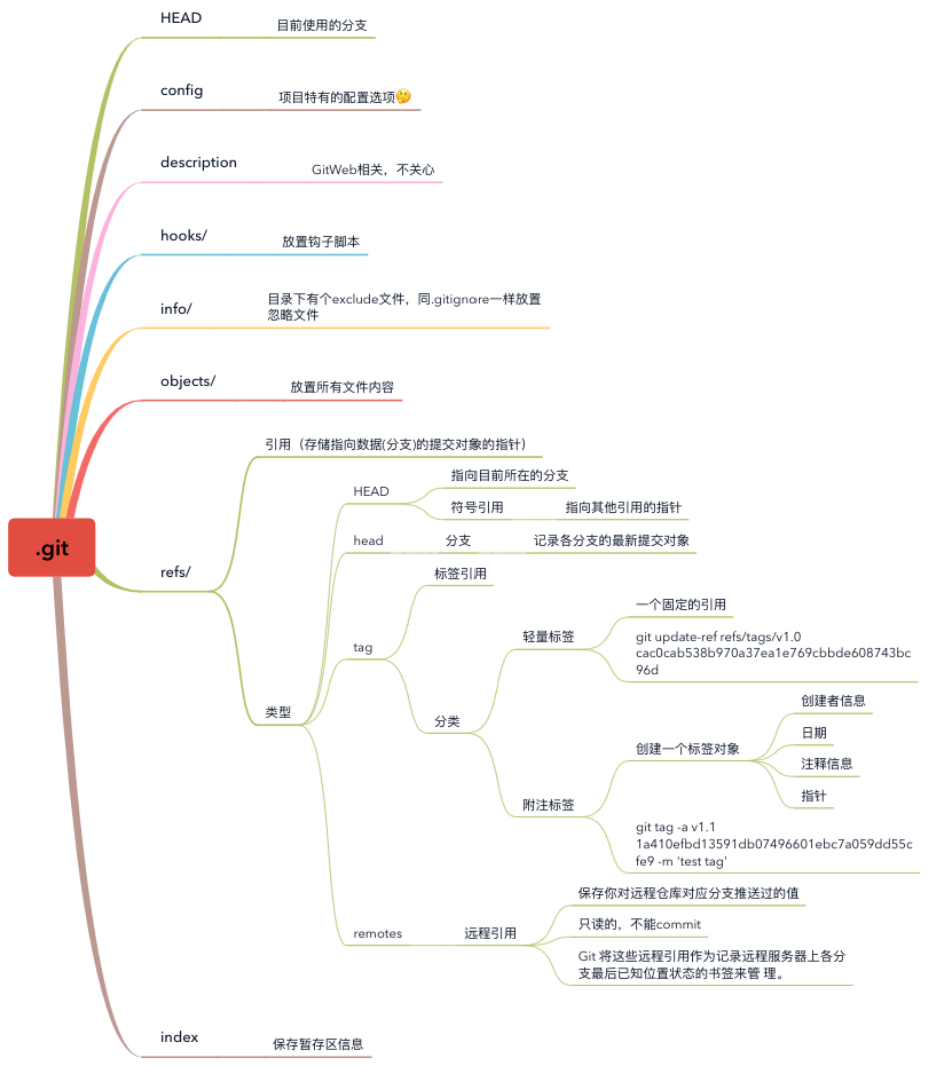 HEAD
目前使用的分支
config
项目特有的配置选项🤔
description
GitWeb相关，不关心
hooks/
放置钩子脚本
info/
目录下有个exclude文件，同.gitignore一样放置
忽略文件
objects/
放置所有文件内容
.git
refs/
引用（存储指向数据(分支)的提交对象的指针）
类型
HEAD
指向目前所在的分支
符号引用
指向其他引用的指针
head
分支
记录各分支的最新提交对象
tag
标签引用
分类
轻量标签
一个固定的引用
git update-ref refs/tags/v1.0
cac0cab538b970a37ea1e769cbbde608743bc
96d
附注标签
创建一个标签对象
创建者信息
日期
注释信息
指针
git tag -a v1.1
1a410efbd13591db07496601ebc7a059dd55c
fe9 -m 'test tag'
remotes
远程引用
保存你对远程仓库对应分支推送过的值
只读的，不能commit
Git 将这些远程引用作为记录远程服务器上各分
支最后已知位置状态的书签来管 理。
index
保存暂存区信息